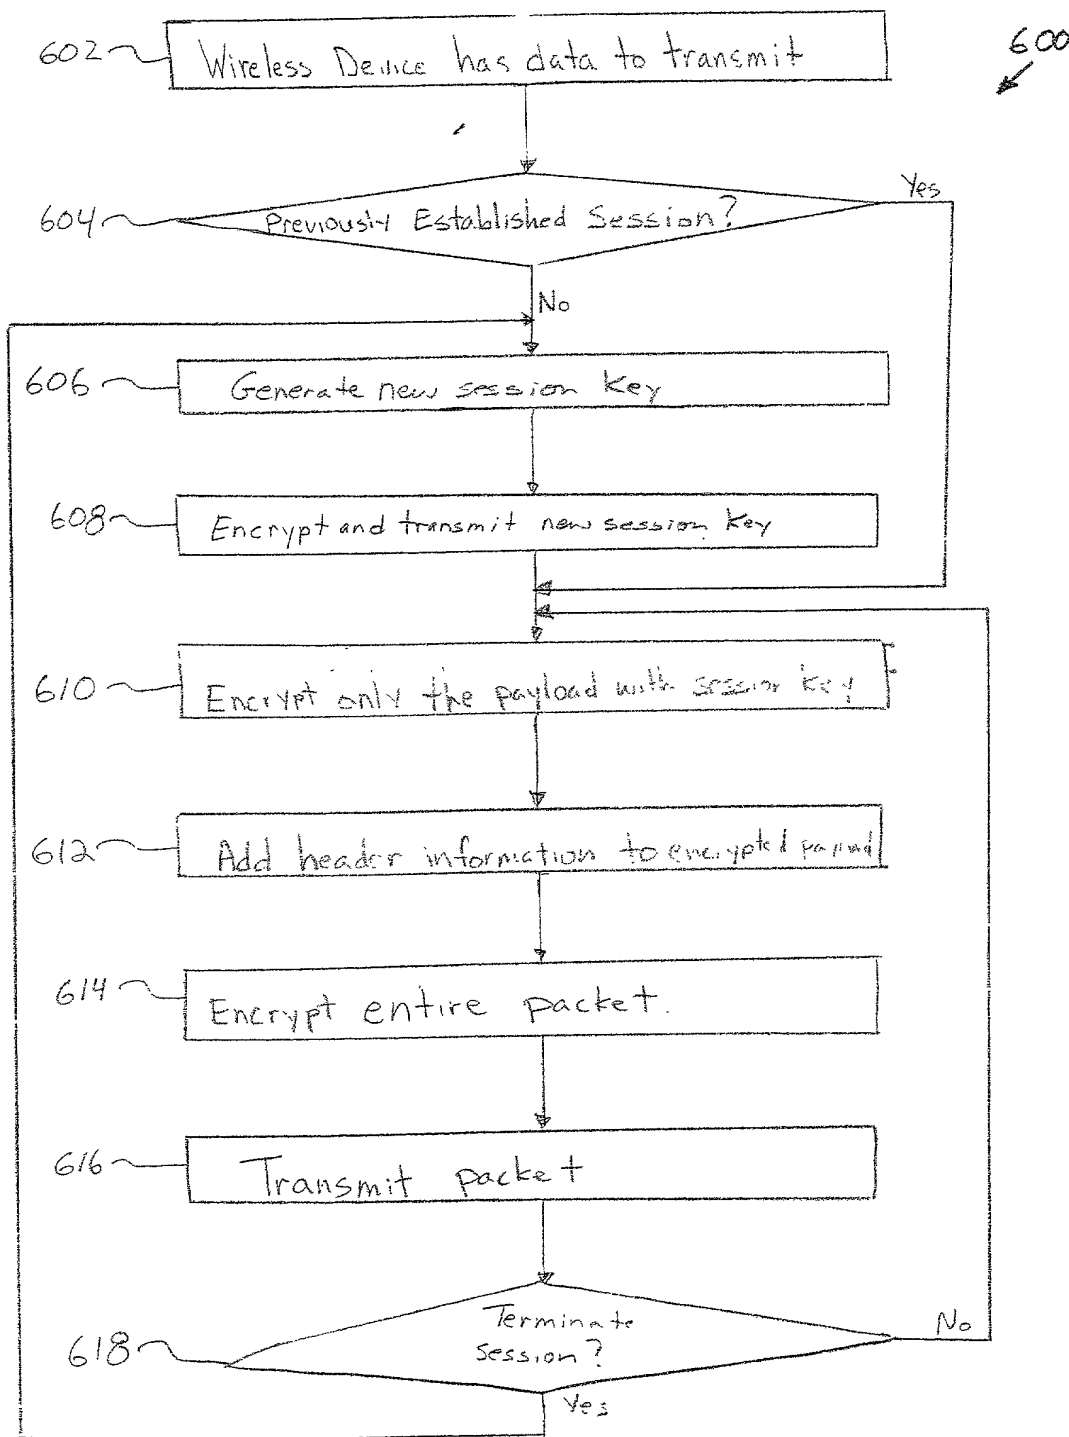 600
602
Wireless Device has data to transmit
604
Previously Established Session?
Yes
No
606
Generate new session key
608
Encrypt and transmit new session key
610
Encrypt only the payload with session key
612
Add header information to encrypted payload
614
Encrypt entire packet.
616
Transmit packet
618
Terminate
session?
No
Yes